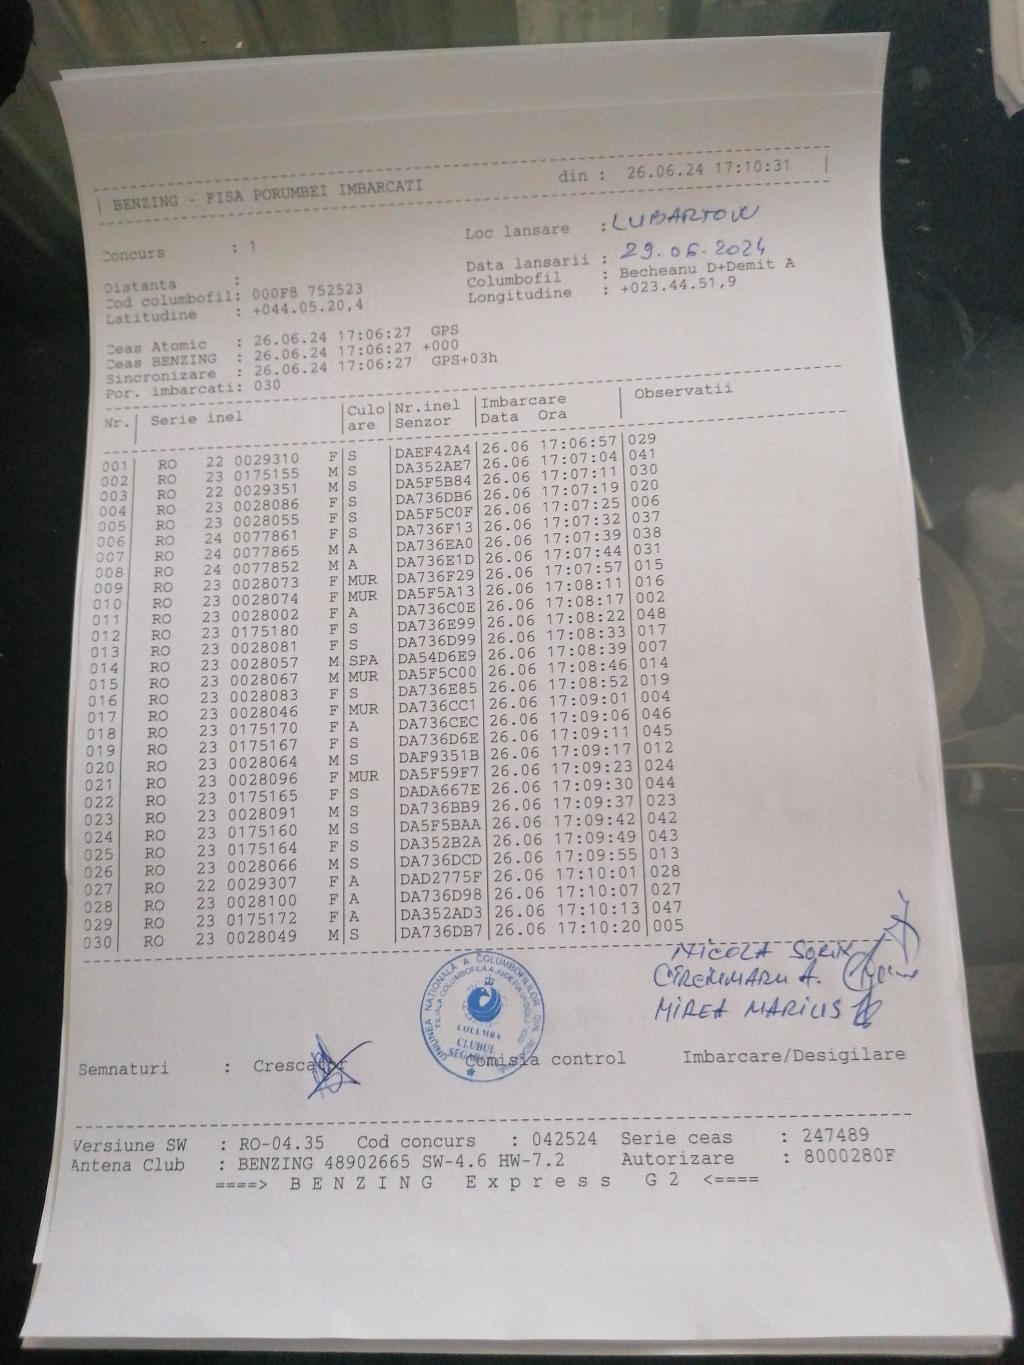 BENZING - FISA PORUMBEI IMBARCATI din : 26.06.24 17:10:31
Concurs : 1 Loc lansare : LUBARTOW
Data lansarii : 29.06.2024
Distanta : Columbofil : Becheanu D+Demit A
Cod columbofil: 000F8 752523 Longitudine : +023.44.51,9
Latitudine : +044.05.20,4
Ceas Atomic : 26.06.24 17:06:27 GPS
Ceas BENZING : 26.06.24 17:06:27 +000
Sincronizare : 26.06.24 17:06:27 GPS+03h
Por. imbarcati: 030
Nr. Serie inel Culo Nr.inel Imbarcare Observatii
are Senzor Data Ora
001 RO 22 0029310 F S DAEF42A4 26.06 17:06:57 029
002 RO 23 0175155 M S DA352AE7 26.06 17:07:04 041
003 RO 22 0029351 M S DA5F5B84 26.06 17:07:11 030
004 RO 23 0028086 F S DA736DB6 26.06 17:07:19 020
005 RO 23 0028055 F S DA5F5C0F 26.06 17:07:25 006
006 RO 24 0077861 F S DA736F13 26.06 17:07:32 037
007 RO 24 0077865 M A DA736EA0 26.06 17:07:39 038
008 RO 24 0077852 M A DA736E1D 26.06 17:07:44 031
009 RO 23 0028073 F MUR DA736F29 26.06 17:07:57 015
010 RO 23 0028074 F MUR DA5F5A13 26.06 17:08:11 016
011 RO 23 0028002 F A DA736C0E 26.06 17:08:17 002
012 RO 23 0175180 F S DA736E99 26.06 17:08:22 048
013 RO 23 0028081 F S DA736D99 26.06 17:08:33 017
014 RO 23 0028057 M SPA DA54D6E9 26.06 17:08:39 007
015 RO 23 0028067 M MUR DA5F5C00 26.06 17:08:46 014
016 RO 23 0028083 F S DA736E85 26.06 17:08:52 019
017 RO 23 0028046 F MUR DA736CC1 26.06 17:09:01 004
018 RO 23 0175170 F A DA736CEC 26.06 17:09:06 046
019 RO 23 0175167 F S DA736D6E 26.06 17:09:11 045
020 RO 23 0028064 M S DAF9351B 26.06 17:09:17 012
021 RO 23 0028096 F MUR DA5F59F7 26.06 17:09:23 024
022 RO 23 0175165 F S DADA667E 26.06 17:09:30 044
023 RO 23 0028091 M S DA736BB9 26.06 17:09:37 023
024 RO 23 0175160 M S DA5F5BAA 26.06 17:09:42 042
025 RO 23 0175164 F S DA352B2A 26.06 17:09:49 043
026 RO 23 0028066 M S DA736DCD 26.06 17:09:55 013
027 RO 22 0029307 F A DAD2775F 26.06 17:10:01 028
028 RO 23 0028100 F A DA736D98 26.06 17:10:07 027
029 RO 23 0175172 F A DA352AD3 26.06 17:10:13 047
030 RO 23 0028049 M S DA736DB7 26.06 17:10:20 005
NICOLA SORIN
MIREA MARIUS
UNIUNEA NATIONALĂ A COLUMBOFILILOR DIN
COLUMBA
CLUBUL
Semnaturi : Crescator Comisia control Imbarcare/Desigilare
Versiune SW : RO-04.35 Cod concurs : 042524 Serie ceas : 247489
Antena Club : BENZING 48902665 SW-4.6 HW-7.2 Autorizare : 8000280F
====> B E N Z I N G E x p r e s s G 2 <====